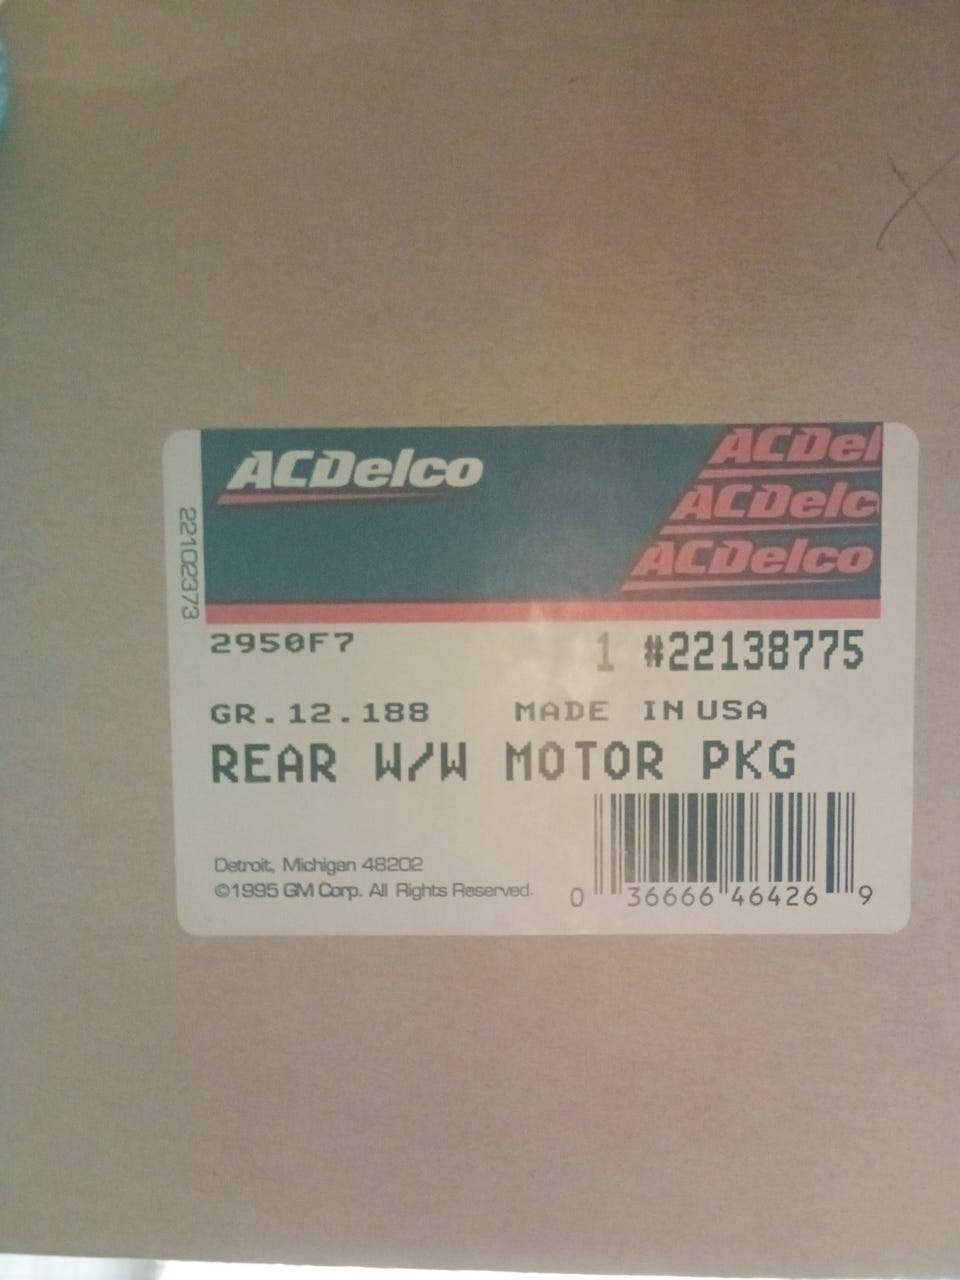 ACDelco
ACDel
ACDelc
ACDelco
22102373
2950F7 1 #22138775
GR.12.188 MADE IN USA
REAR W/W MOTOR PKG
Detroit, Michigan 48202
©1995 GM Corp. All Rights Reserved.
0 36666 46426 9
X